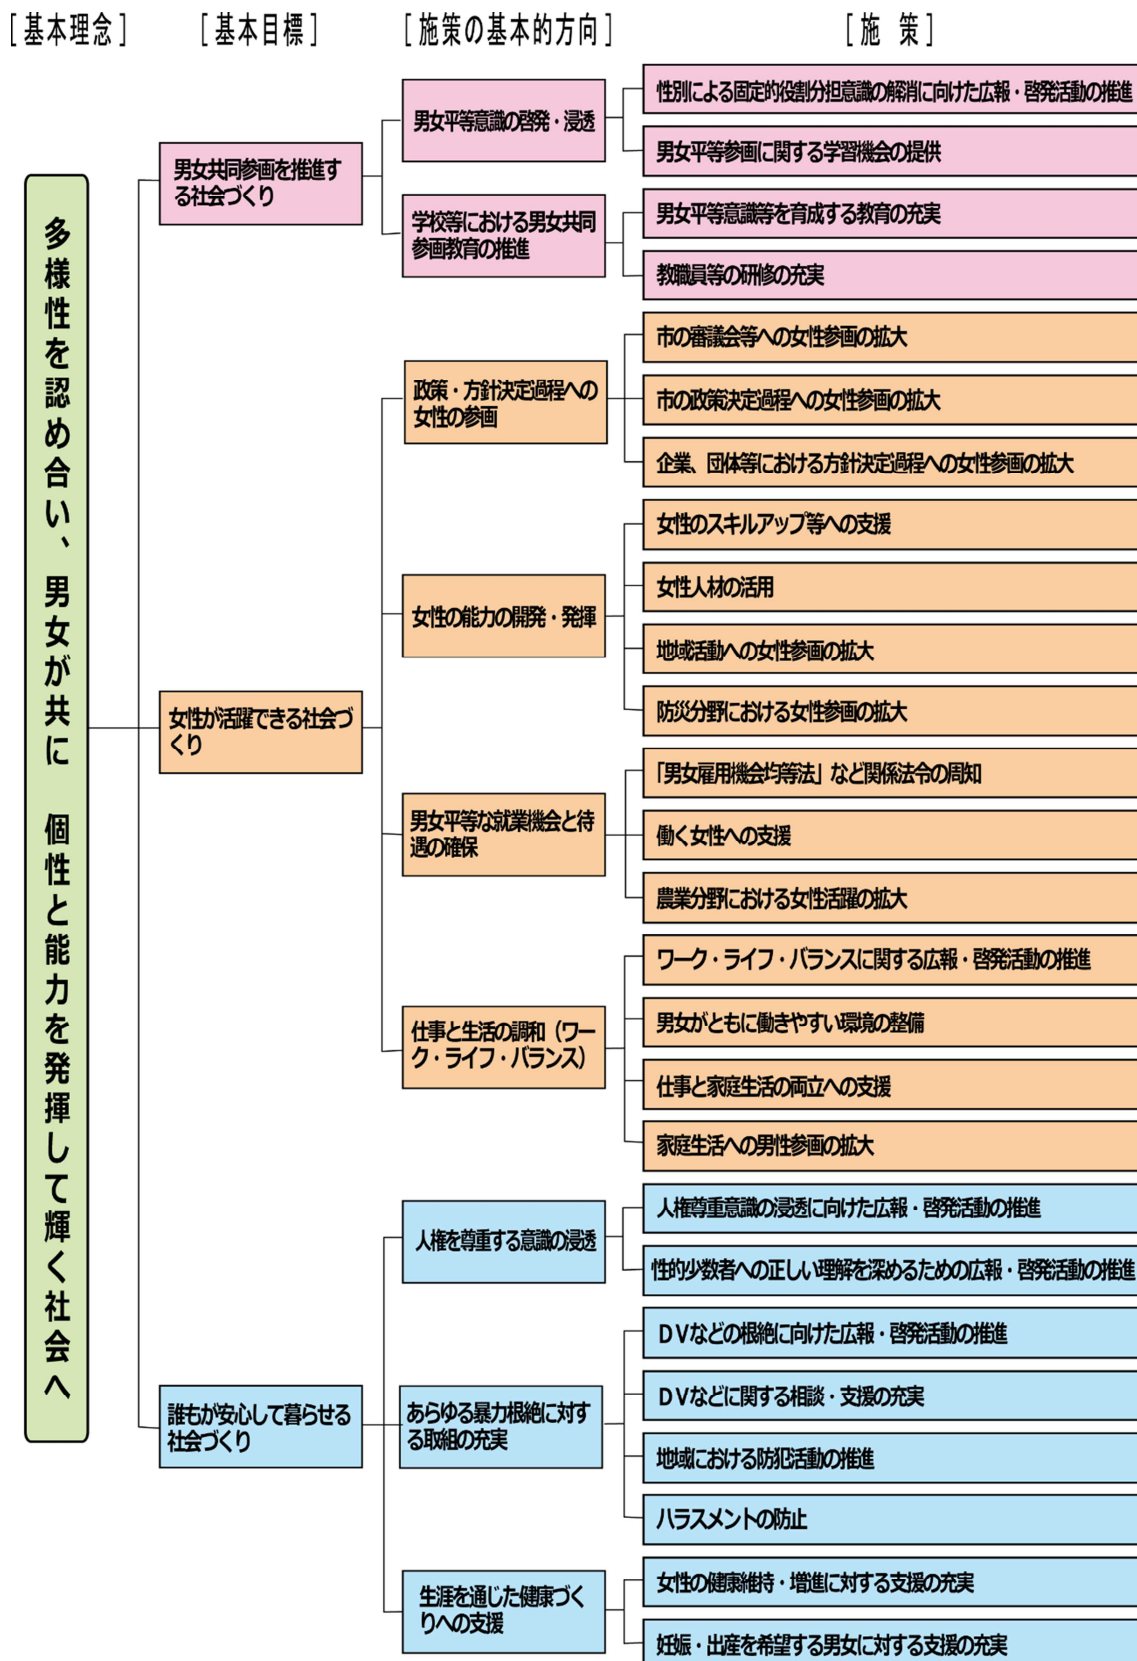 [基本理念]
[基本目標]
[施策の基本的方向]
[施 策]
多様性を認め合い、男女が共に 個性と能力を発揮して輝く社会へ
男女共同参画を推進す
る社会づくり
男女平等意識の啓発・浸透
性別による固定的役割分担意識の解消に向けた広報・啓発活動の推進
男女平等参画に関する学習機会の提供
学校等における男女共同
参画教育の推進
男女平等意識等を育成する教育の充実
教職員等の研修の充実
女性が活躍できる社会づ
くり
政策・方針決定過程への
女性の参画
市の審議会等への女性参画の拡大
市の政策決定過程への女性参画の拡大
企業、団体等における方針決定過程への女性参画の拡大
女性の能力の開発・発揮
女性のスキルアップ等への支援
女性人材の活用
地域活動への女性参画の拡大
防災分野における女性参画の拡大
男女平等な就業機会と待
遇の確保
「男女雇用機会均等法」など関係法令の周知
働く女性への支援
農業分野における女性活躍の拡大
仕事と生活の調和（ワー
ク・ライフ・バランス）
ワーク・ライフ・バランスに関する広報・啓発活動の推進
男女がともに働きやすい環境の整備
仕事と家庭生活の両立への支援
家庭生活への男性参画の拡大
誰もが安心して暮らせる
社会づくり
人権を尊重する意識の浸透
人権尊重意識の浸透に向けた広報・啓発活動の推進
性的少数者への正しい理解を深めるための広報・啓発活動の推進
あらゆる暴力根絶に対す
る取組の充実
ＤＶなどの根絶に向けた広報・啓発活動の推進
ＤＶなどに関する相談・支援の充実
地域における防犯活動の推進
ハラスメントの防止
生涯を通じた健康づく
りへの支援
女性の健康維持・増進に対する支援の充実
妊娠・出産を希望する男女に対する支援の充実